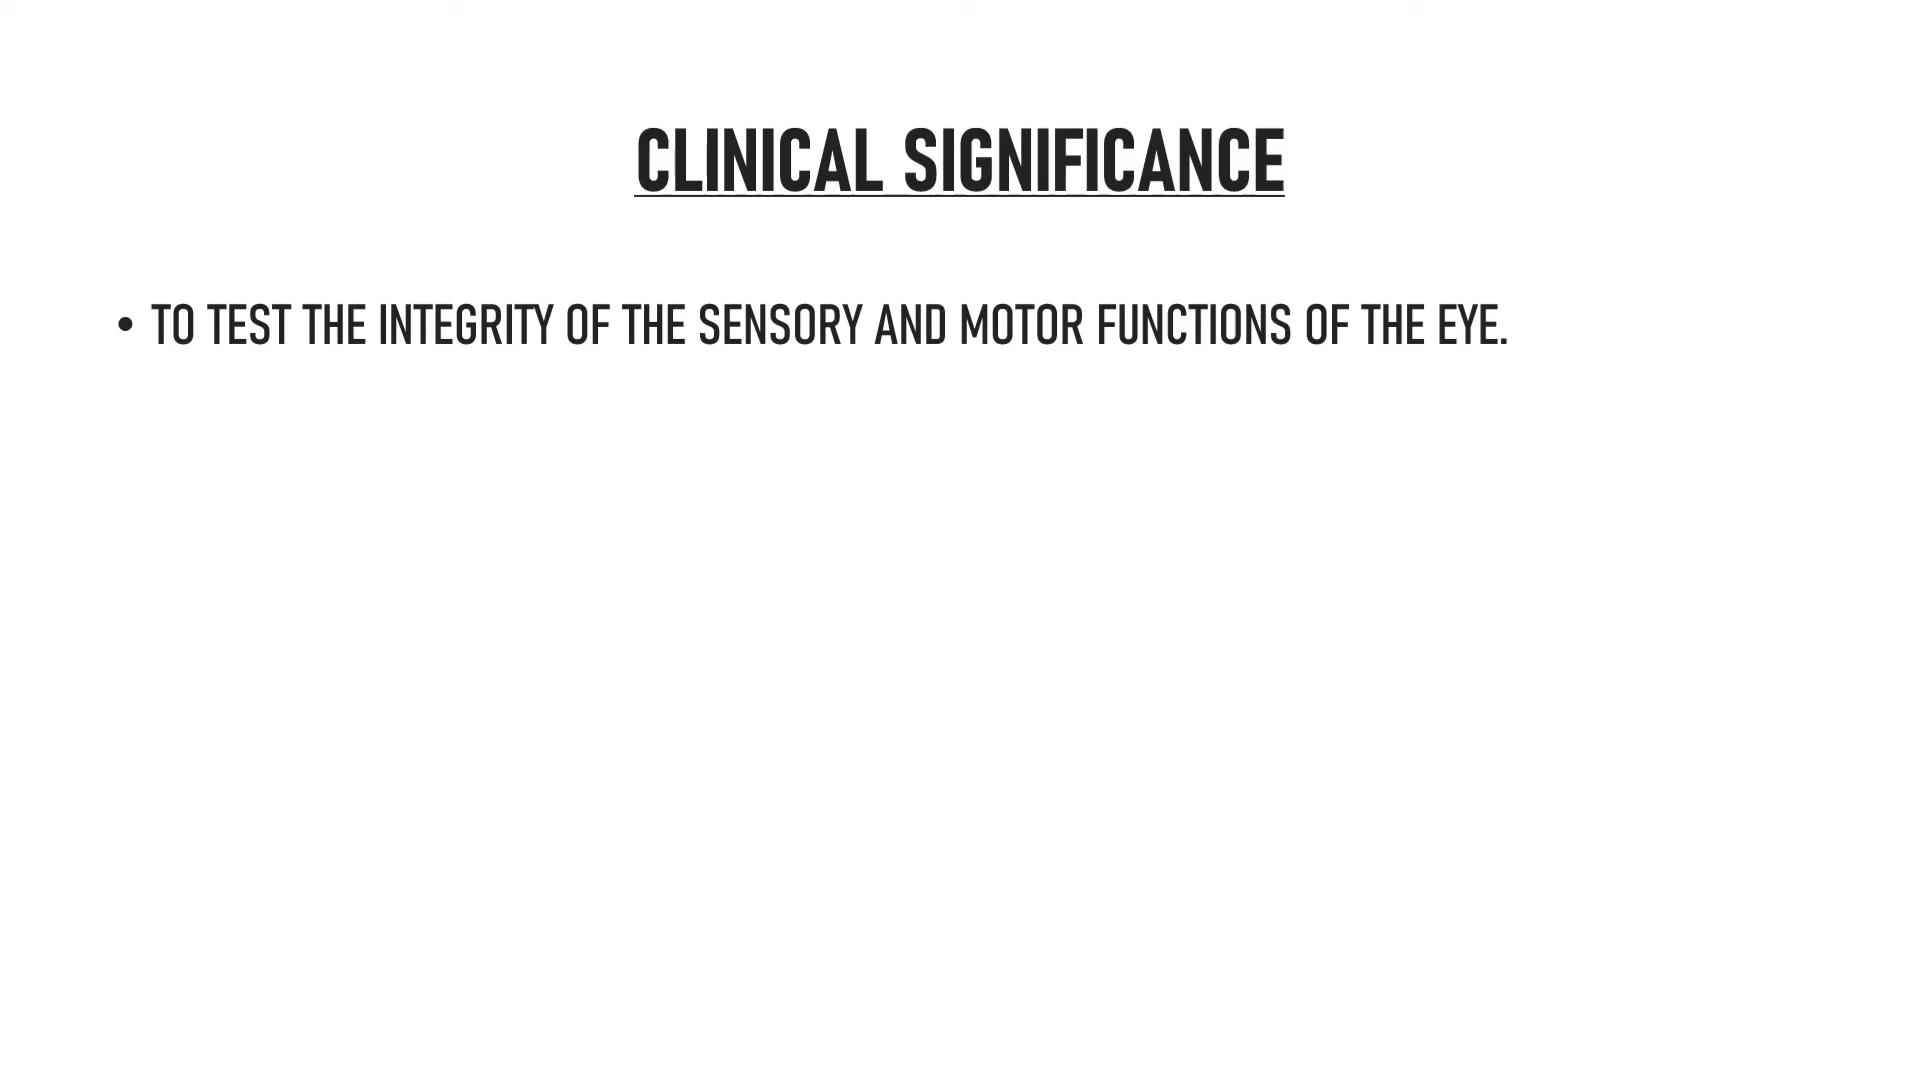 CLINICAL SIGNIFICANCE
• TO TEST THE INTEGRITY OF THE SENSORY AND MOTOR FUNCTIONS OF THE EYE.